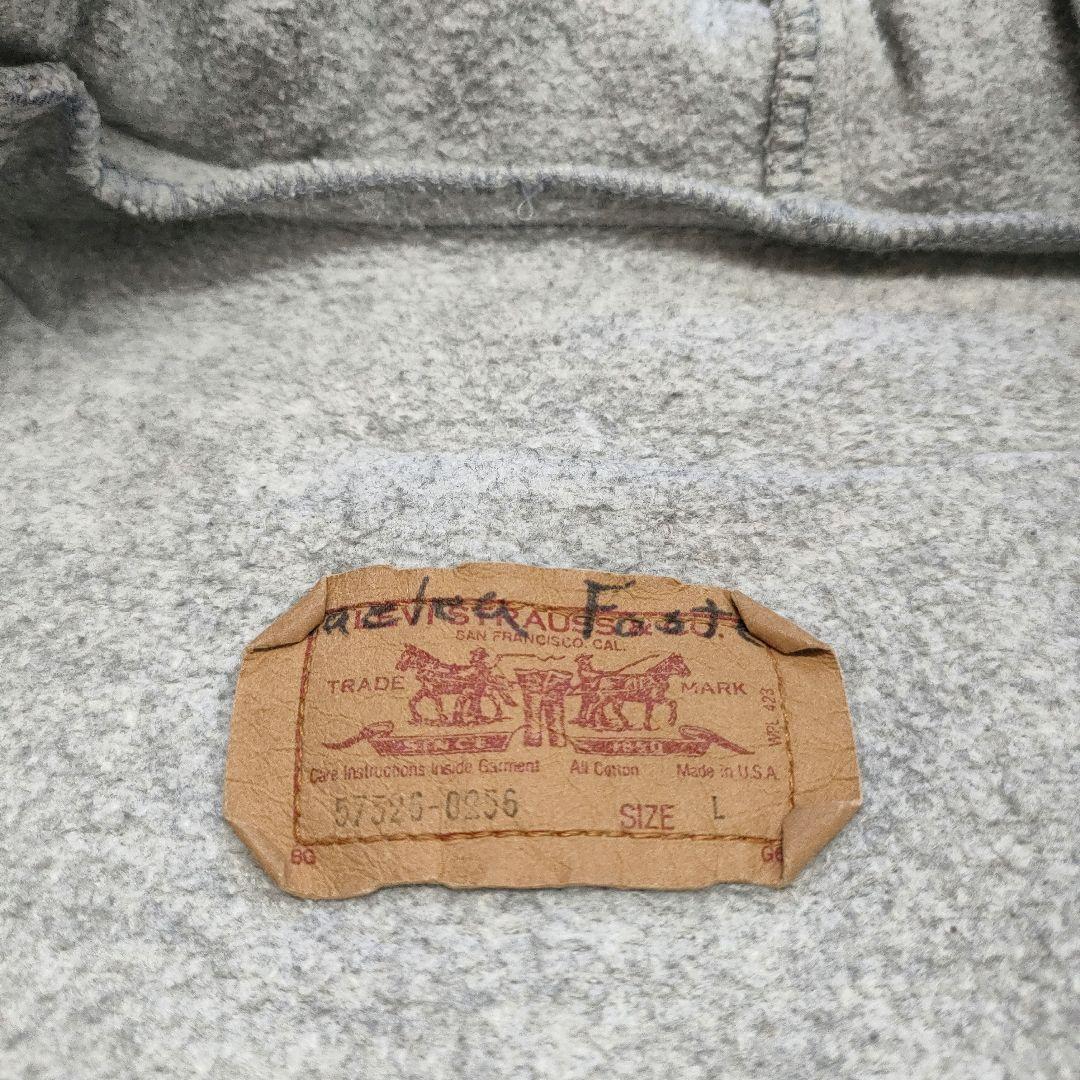 LEVI STRAUSS & CO.
SAN FRANCISCO, CAL.
TRADE MARK
SINCE 1850
WPL 423
Care Instructions Inside Garment All Cotton Made in U.S.A.
57526-0256
SIZE L
BG